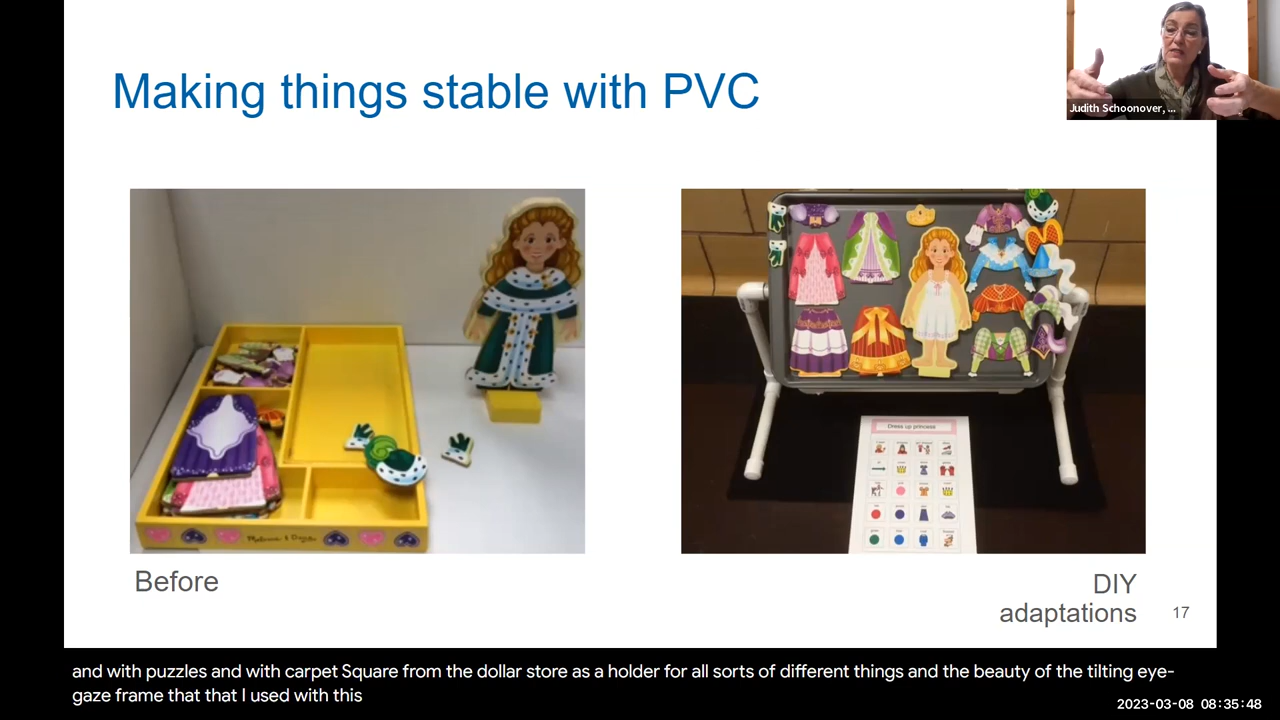 Making things stable with PVC
Judith Schoonover, ...
Melissa & Doug
Dress up princess
Before
DIY
adaptations
17
and with puzzles and with carpet Square from the dollar store as a holder for all sorts of different things and the beauty of the tilting eye-
gaze frame that that I used with this
2023-03-08 08:35:48